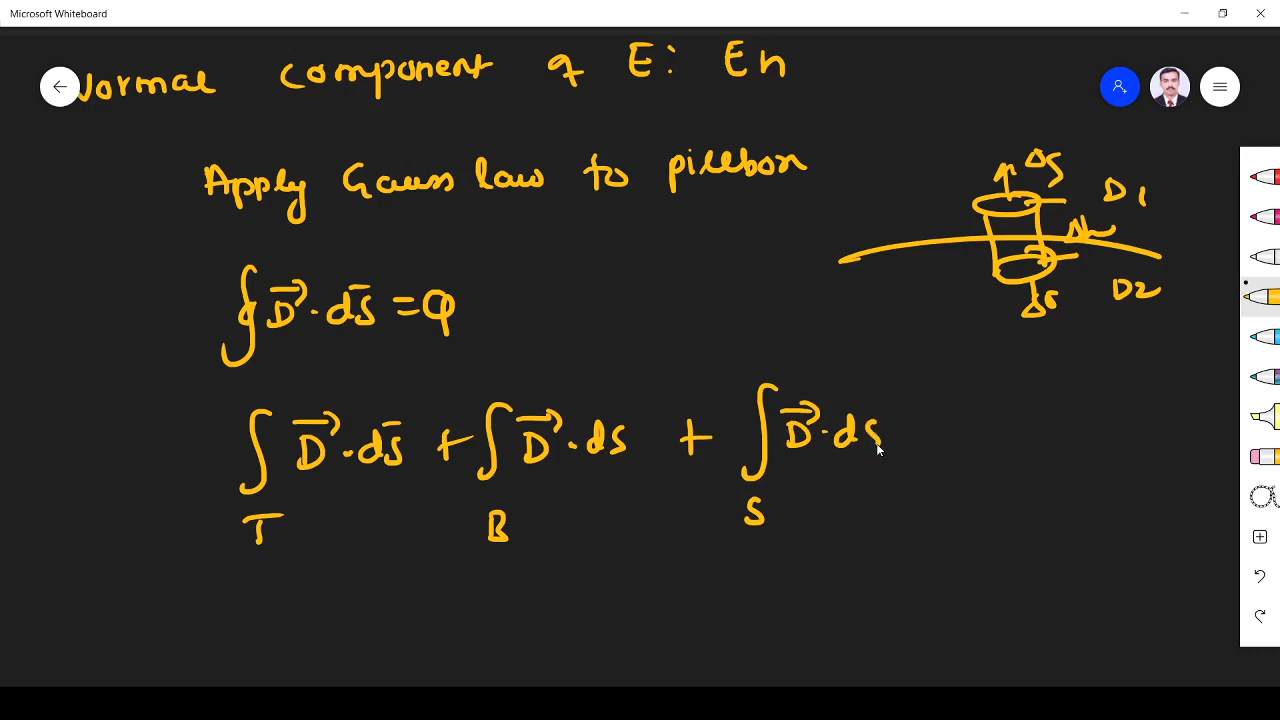 Microsoft Whiteboard
Normal component of E: En
Apply Gauss law to pillbox
ΔS
D1
Δh
D2
ΔS
∮ D⃗ · ds̄ = Q
∫ D⃗ · ds̄ + ∫ D⃗ · ds + ∫ D⃗ · ds
T B S